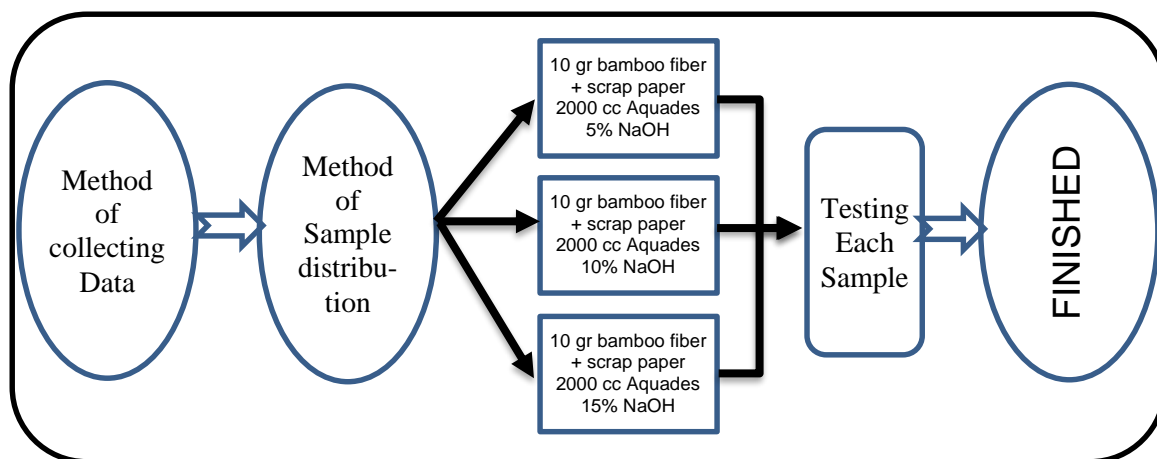 Method
of
collecting
Data
Method
of
Sample
distribu-
tion
10 gr bamboo fiber
+ scrap paper
2000 cc Aquades
5% NaOH
10 gr bamboo fiber
+ scrap paper
2000 cc Aquades
10% NaOH
10 gr bamboo fiber
+ scrap paper
2000 cc Aquades
15% NaOH
Testing
Each
Sample
FINISHED